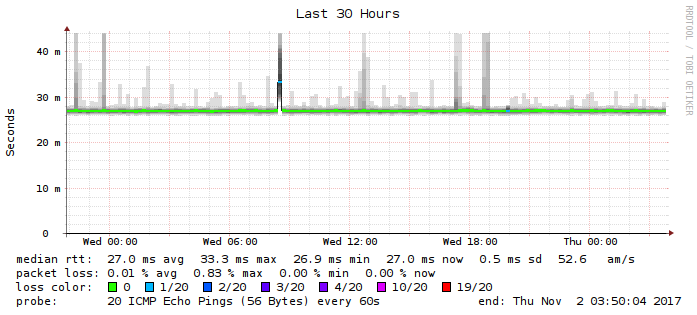 Last 30 Hours
RRDTOOL / TOBI OETIKER
Seconds
40 m
30 m
20 m
10 m
0
Wed 00:00 Wed 06:00 Wed 12:00 Wed 18:00 Thu 00:00
median rtt: 27.0 ms avg 33.3 ms max 26.9 ms min 27.0 ms now 0.5 ms sd 52.6 am/s
packet loss: 0.01 % avg 0.83 % max 0.00 % min 0.00 % now
loss color: 0 1/20 2/20 3/20 4/20 10/20 19/20
probe: 20 ICMP Echo Pings (56 Bytes) every 60s end: Thu Nov 2 03:50:04 2017